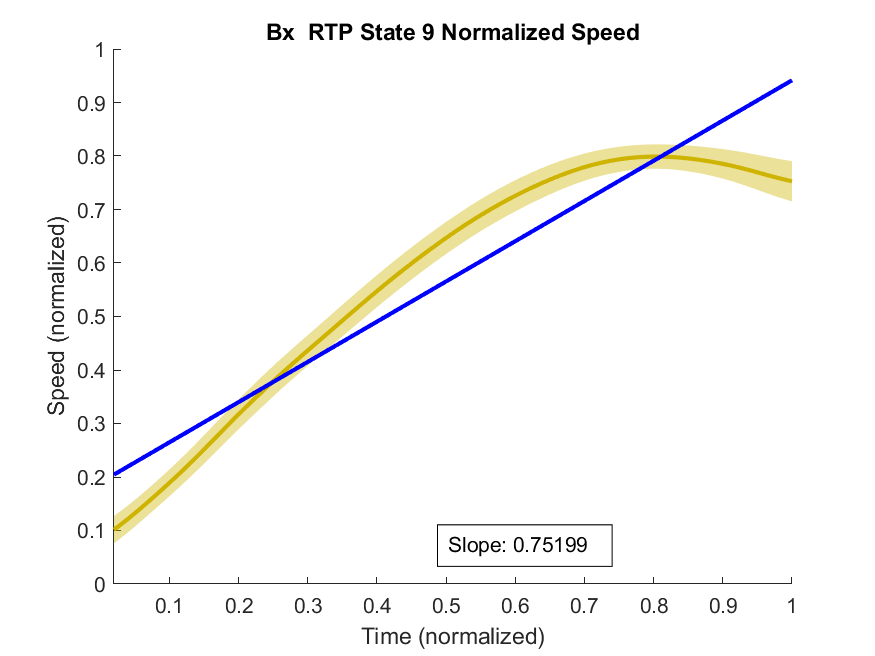 Bx  RTP State 9 Normalized Speed
1
0.9
0.8
0.7
0.6
0.5
0.4
0.3
0.2
0.1
0
Speed (normalized)
Slope: 0.75199
0.1 0.2 0.3 0.4 0.5 0.6 0.7 0.8 0.9 1
Time (normalized)